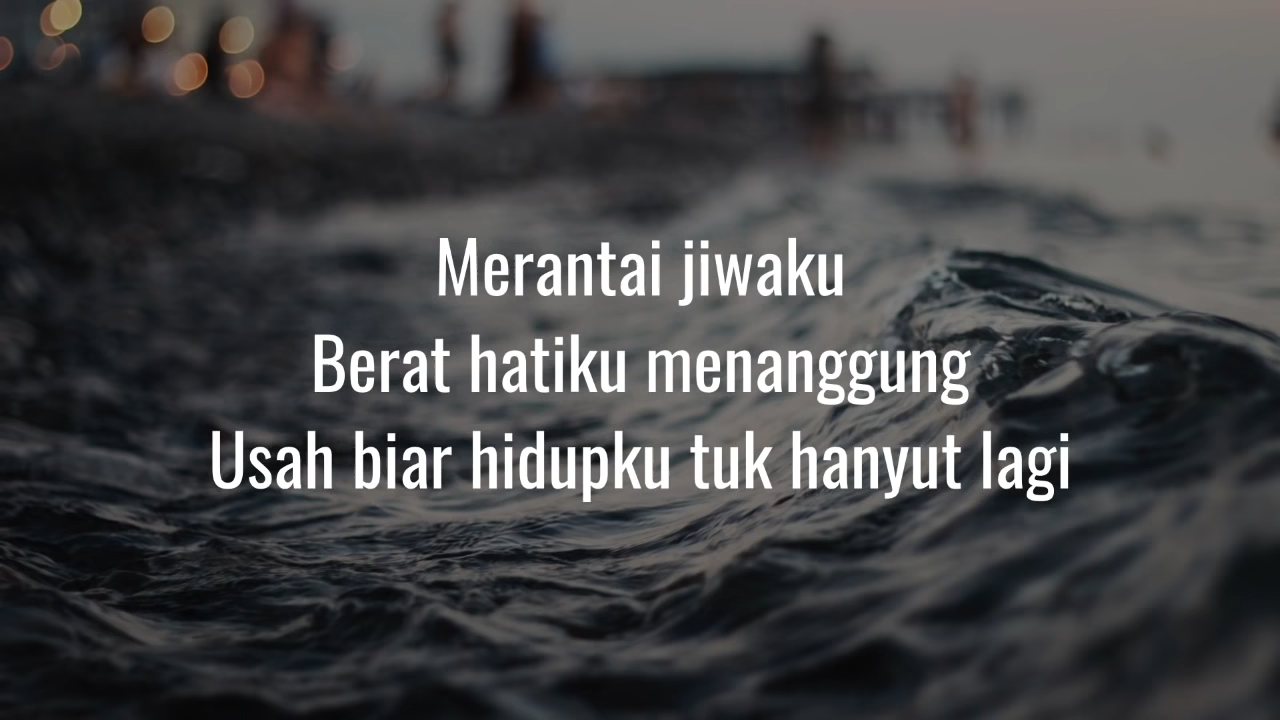 Merantai jiwaku
Berat hatiku menanggung
Usah biar hidupku tuk hanyut lagi